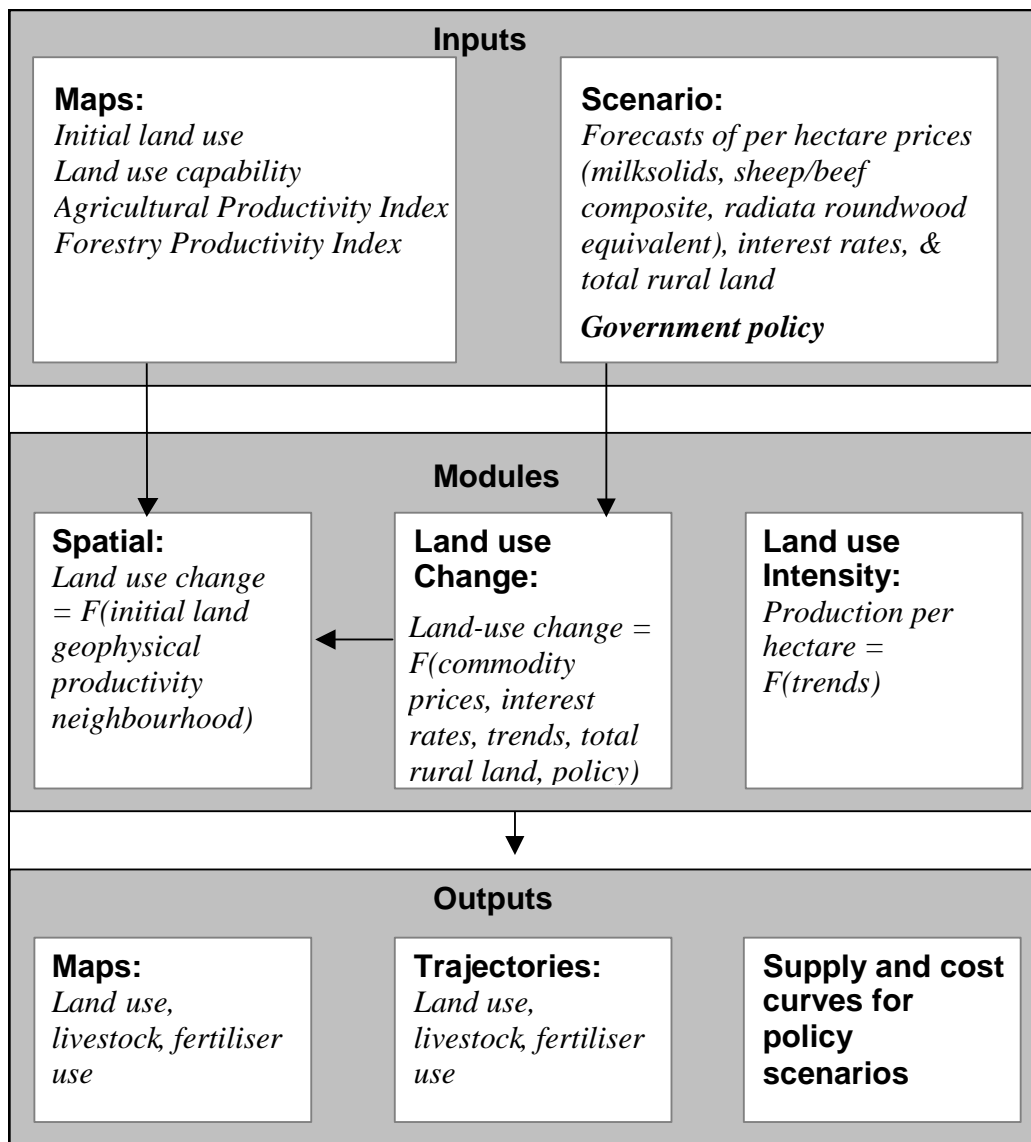 Inputs
Maps:
Initial land use
Land use capability
Agricultural Productivity Index
Forestry Productivity Index
Scenario:
Forecasts of per hectare prices
(milksolids, sheep/beef
composite, radiata roundwood
equivalent), interest rates, &
total rural land
Government policy
Modules
Spatial:
Land use change
= F(initial land
geophysical
productivity
neighbourhood)
Land use
Change:
Land-use change =
F(commodity
prices, interest
rates, trends, total
rural land, policy)
Land use
Intensity:
Production per
hectare =
F(trends)
Outputs
Maps:
Land use,
livestock, fertiliser
use
Trajectories:
Land use,
livestock, fertiliser
use
Supply and cost
curves for
policy
scenarios